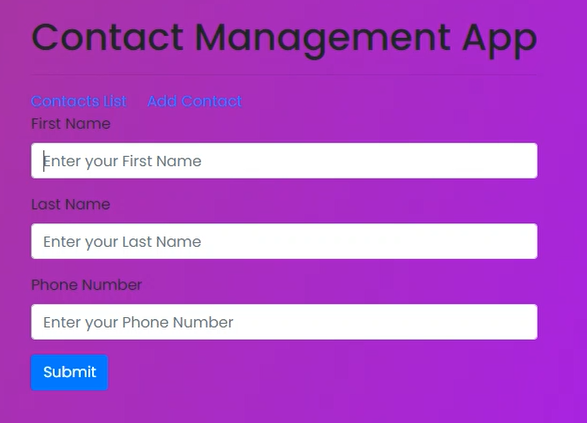 Contact Management App
Contacts List Add Contact
First Name
Enter your First Name
Last Name
Enter your Last Name
Phone Number
Enter your Phone Number
Submit